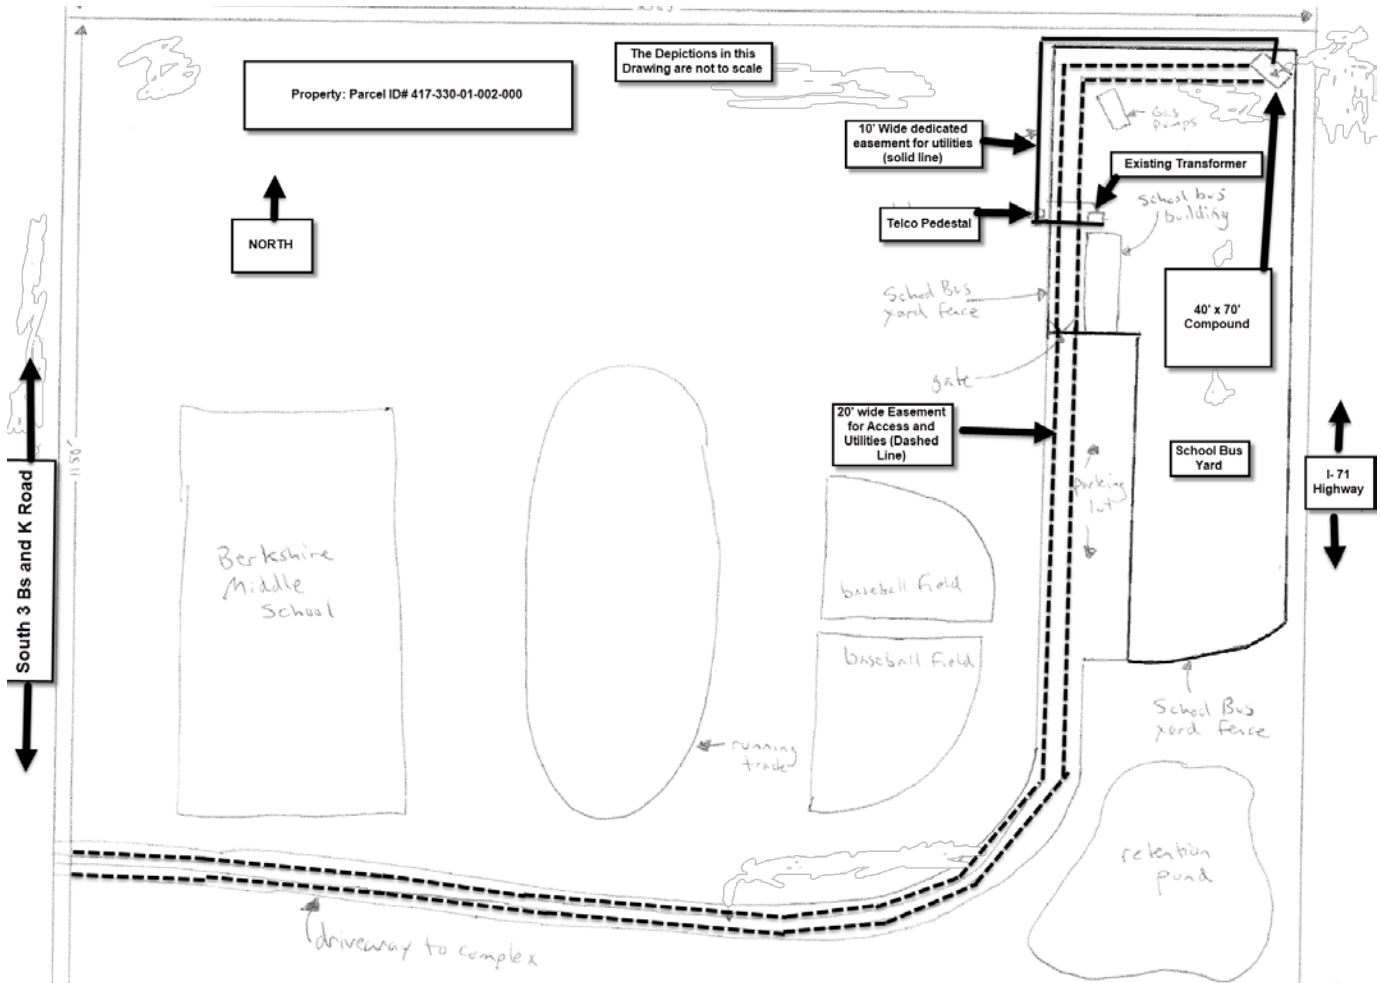 The Depictions in this
Drawing are not to scale
Property: Parcel ID# 417-330-01-002-000
10' Wide dedicated
easement for utilities
(solid line)
Gas
pumps
Existing Transformer
School bus
building
Telco Pedestal
NORTH
School Bus
yard fence
40' x 70'
Compound
gate
20' wide Easement
for Access and
Utilities (Dashed
Line)
School Bus
Yard
I- 71
Highway
parking
lot
South 3 Bs and K Road
1150'
Berkshire
Middle
School
baseball field
baseball field
School Bus
yard fence
running
track
retention
pond
driveway to complex